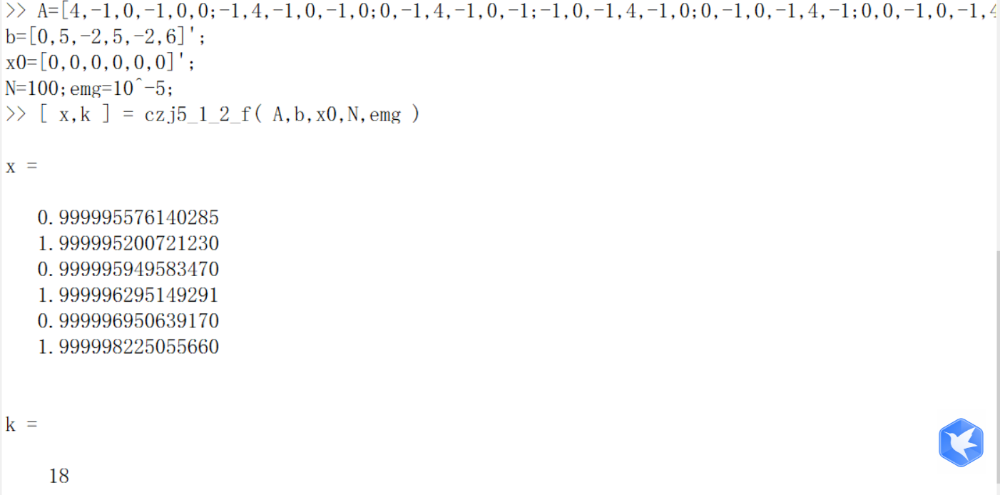 >> A=[4,-1,0,-1,0,0;-1,4,-1,0,-1,0;0,-1,4,-1,0,-1;-1,0,-1,4,-1,0;0,-1,0,-1,4,-1;0,0,-1,0,-1,4
b=[0,5,-2,5,-2,6]';
x0=[0,0,0,0,0,0]';
N=100;emg=10^-5;
>> [ x,k ] = czj5_1_2_f( A,b,x0,N,emg )
x =
0.999995576140285
1.999995200721230
0.999995949583470
1.999996295149291
0.999996950639170
1.999998225055660
k =
18